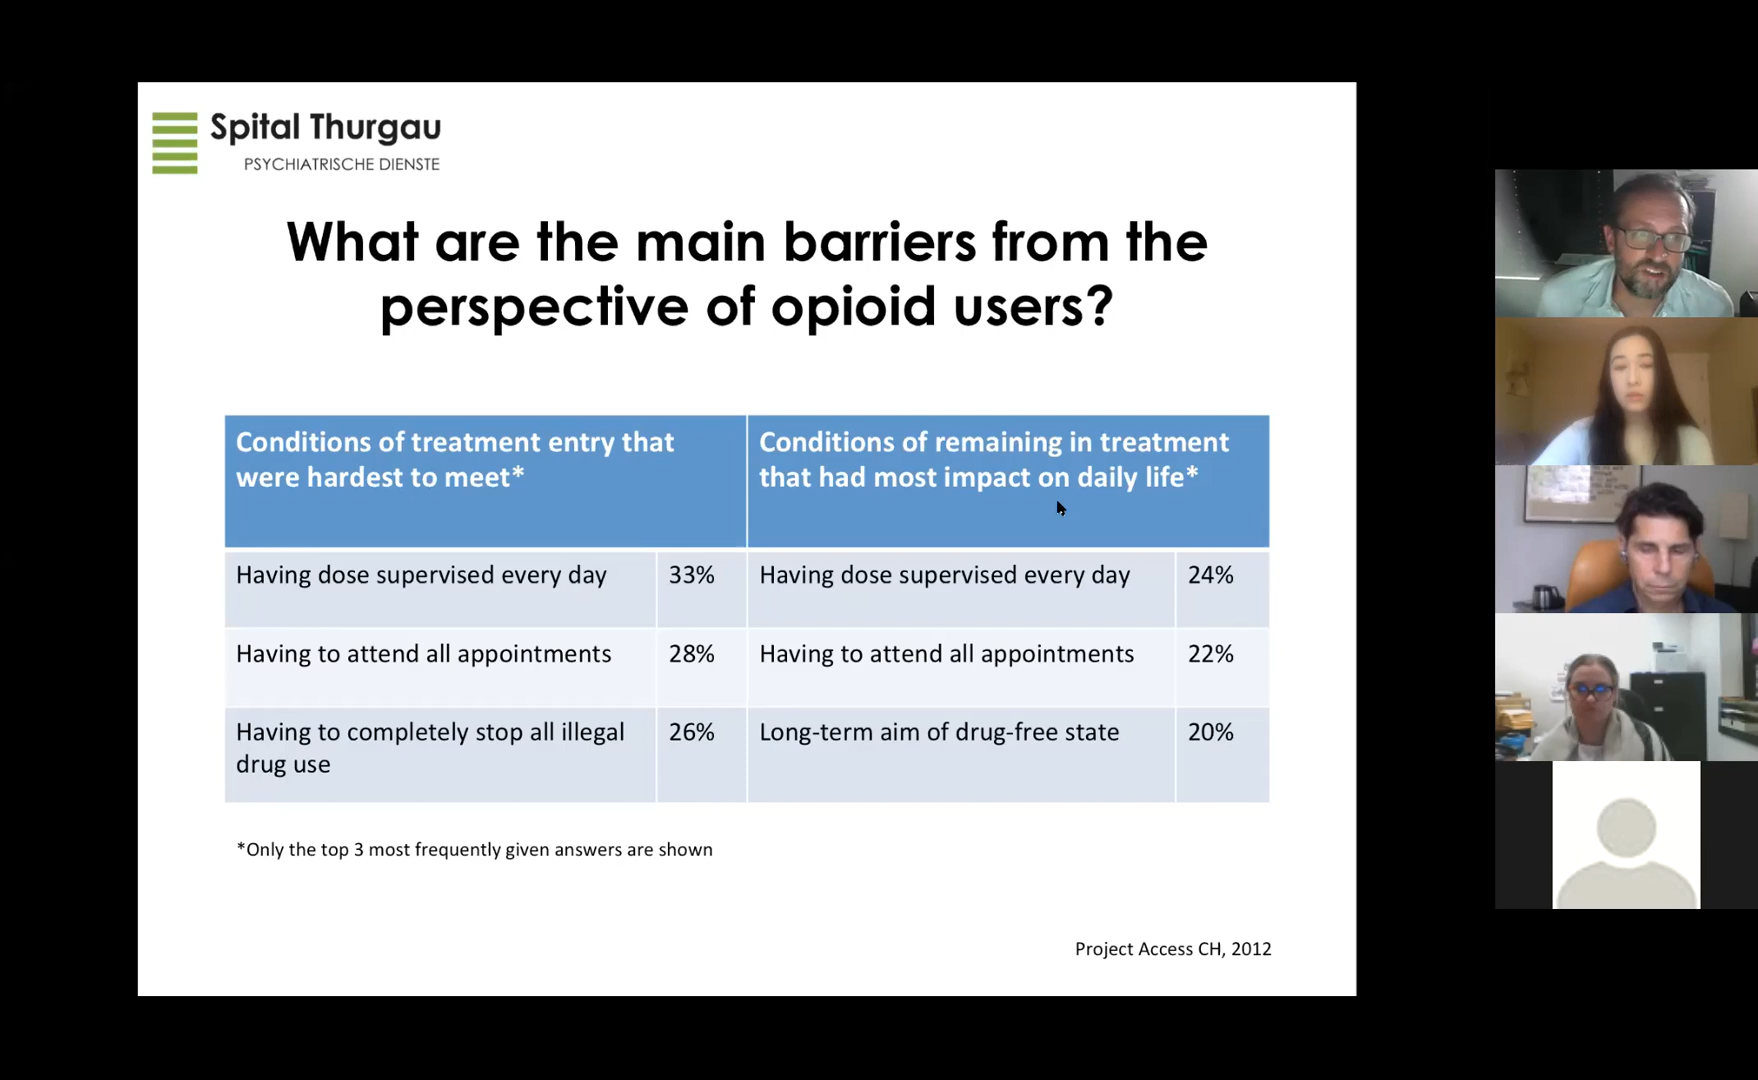 Spital Thurgau
PSYCHIATRISCHE DIENSTE
What are the main barriers from the
perspective of opioid users?
Conditions of treatment entry that
were hardest to meet*
Conditions of remaining in treatment
that had most impact on daily life*
Having dose supervised every day 33% Having dose supervised every day 24%
Having to attend all appointments 28% Having to attend all appointments 22%
Having to completely stop all illegal
drug use 26% Long-term aim of drug-free state 20%
*Only the top 3 most frequently given answers are shown
Project Access CH, 2012